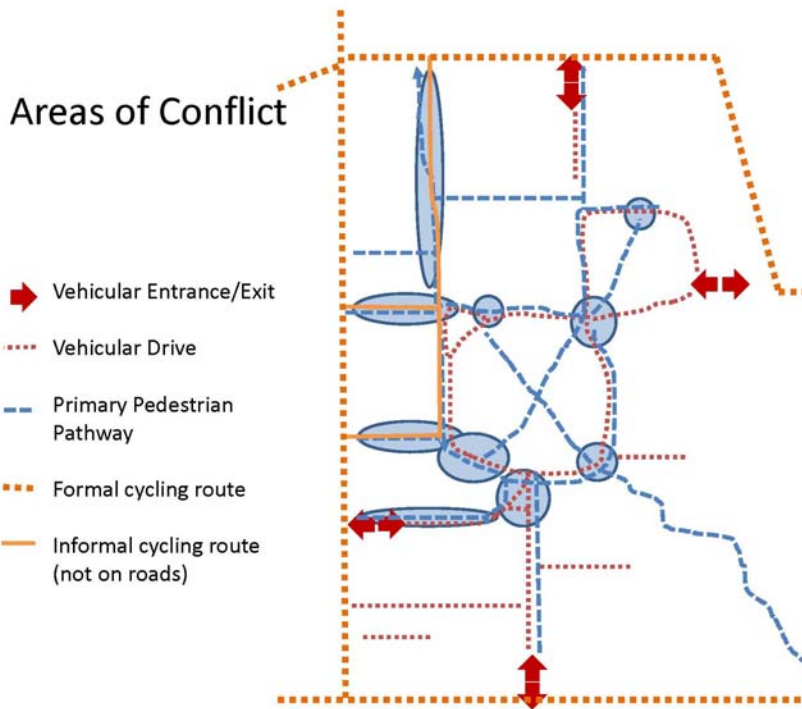 Areas of Conflict
Vehicular Entrance/Exit
Vehicular Drive
Primary Pedestrian
Pathway
Formal cycling route
Informal cycling route
(not on roads)